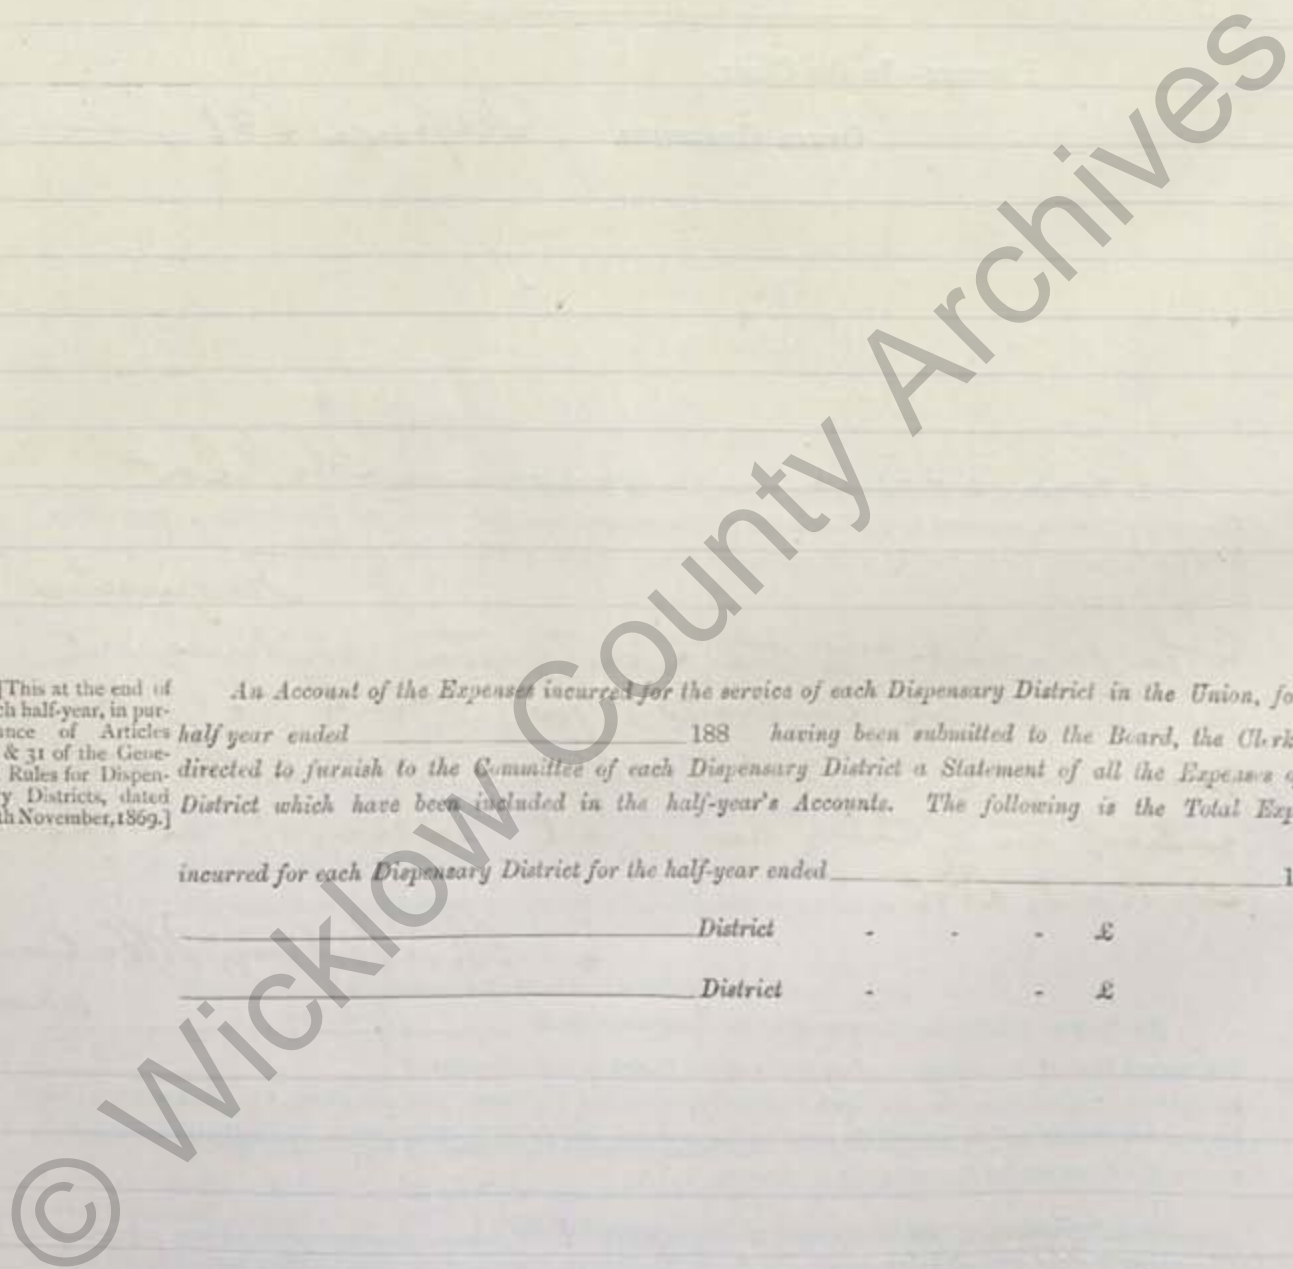 [This at the end of
ch half-year, in pur-
ance of Articles
& 31 of the Gene-
Rules for Dispen-
y Districts, dated
th November, 1869.]
An Account of the Expenses incurred for the service of each Dispensary District in the Union, fo
half year ended 188 having been submitted to the Board, the Clerk
directed to furnish to the Committee of each Dispensary District a Statement of all the Expenses o
District which have been included in the half-year's Accounts. The following is the Total Exp
incurred for each Dispensary District for the half-year ended 1
District - - - £
District - - £
© Wicklow County Archives